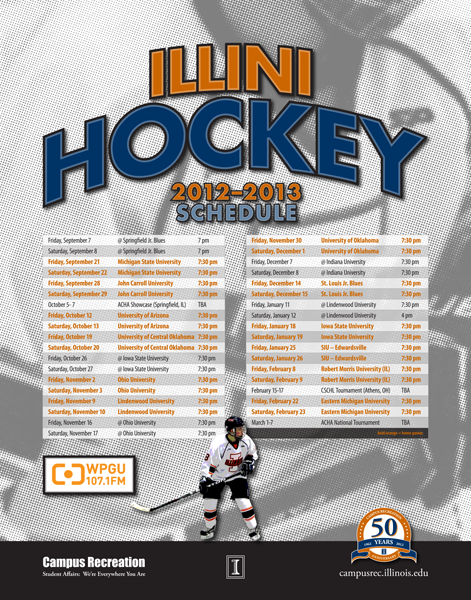 ILLINI
HOCKEY
2012–2013
SCHEDULE
Friday, September 7 @ Springfield Jr. Blues 7 pm
Saturday, September 8 @ Springfield Jr. Blues 7 pm
Friday, September 21 Michigan State University 7:30 pm
Saturday, September 22 Michigan State University 7:30 pm
Friday, September 28 John Carroll University 7:30 pm
Saturday, September 29 John Carroll University 7:30 pm
October 5-7 ACHA Showcase (Springfield, IL) TBA
Friday, October 12 University of Arizona 7:30 pm
Saturday, October 13 University of Arizona 7:30 pm
Friday, October 19 University of Central Oklahoma 7:30 pm
Saturday, October 20 University of Central Oklahoma 7:30 pm
Friday, October 26 @ Iowa State University 7:30 pm
Saturday, October 27 @ Iowa State University 7:30 pm
Friday, November 2 Ohio University 7:30 pm
Saturday, November 3 Ohio University 7:30 pm
Friday, November 9 Lindenwood University 7:30 pm
Saturday, November 10 Lindenwood University 7:30 pm
Friday, November 16 @ Ohio University 7:30 pm
Saturday, November 17 @ Ohio University 7:30 pm
Friday, November 30 University of Oklahoma 7:30 pm
Saturday, December 1 University of Oklahoma 7:30 pm
Friday, December 7 @ Indiana University 7:30 pm
Saturday, December 8 @ Indiana University 7:30 pm
Friday, December 14 St. Louis Jr. Blues 7:30 pm
Saturday, December 15 St. Louis Jr. Blues 7:30 pm
Friday, January 11 @ Lindenwood University 7:30 pm
Saturday, January 12 @ Lindenwood University 4 pm
Friday, January 18 Iowa State University 7:30 pm
Saturday, January 19 Iowa State University 7:30 pm
Friday, January 25 SIU – Edwardsville 7:30 pm
Saturday, January 26 SIU – Edwardsville 7:30 pm
Friday, February 8 Robert Morris University (IL) 7:30 pm
Saturday, February 9 Robert Morris University (IL) 7:30 pm
February 15-17 CSCHL Tournament (Athens, OH) TBA
Friday, February 22 Eastern Michigan University 7:30 pm
Saturday, February 23 Eastern Michigan University 7:30 pm
March 1-7 ACHA National Tournament TBA
bold orange = home games
WPGU
107.1FM
50
YEARS
Campus Recreation
Student Affairs: We're Everywhere You Are
I
campusrec.illinois.edu